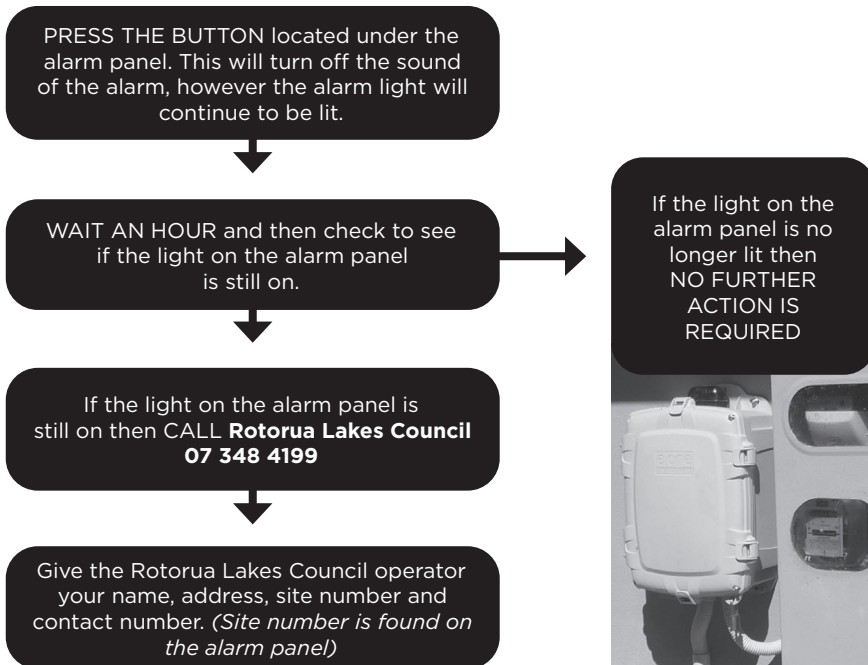 PRESS THE BUTTON located under the
alarm panel. This will turn off the sound
of the alarm, however the alarm light will
continue to be lit.
WAIT AN HOUR and then check to see
if the light on the alarm panel
is still on.
If the light on the
alarm panel is no
longer lit then
NO FURTHER
ACTION IS
REQUIRED
If the light on the alarm panel is
still on then CALL Rotorua Lakes Council
07 348 4199
Give the Rotorua Lakes Council operator
your name, address, site number and
contact number. (Site number is found on
the alarm panel)